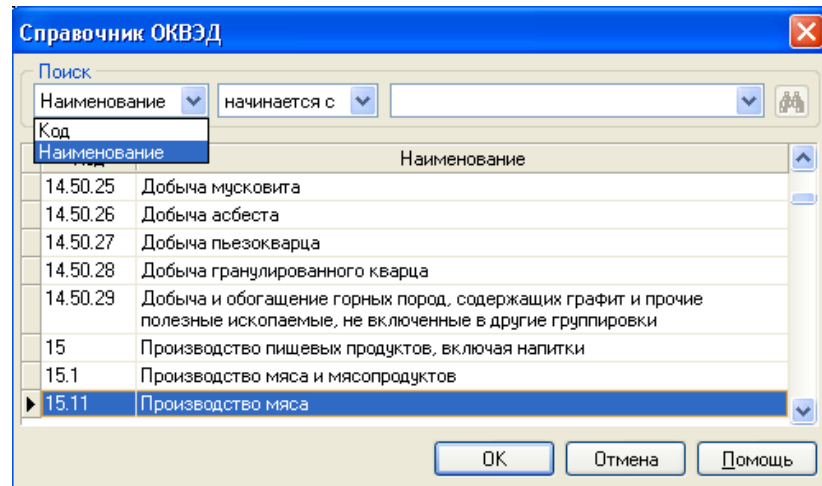 Справочник ОКВЭД
Поиск
Наименование начинается с
Код
Наименование
Наименование
14.50.25 Добыча мусковита
14.50.26 Добыча асбеста
14.50.27 Добыча пьезокварца
14.50.28 Добыча гранулированного кварца
14.50.29 Добыча и обогащение горных пород, содержащих графит и прочие
полезные ископаемые, не включенные в другие группировки
15 Производство пищевых продуктов, включая напитки
15.1 Производство мяса и мясопродуктов
15.11 Производство мяса
OK Отмена Помощь